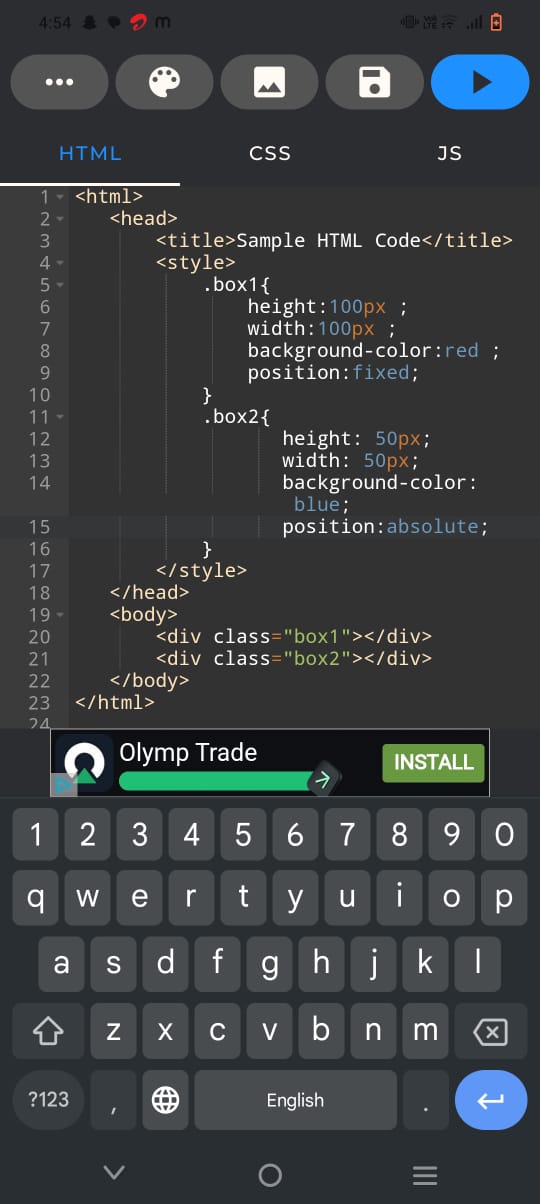 4:54 m VoD LTE
HTML CSS JS
1 <html>
2 <head>
3 <title>Sample HTML Code</title>
4 <style>
5 .box1{
6 height:100px ;
7 width:100px ;
8 background-color:red ;
9 position:fixed;
10 }
11 .box2{
12 height: 50px;
13 width: 50px;
14 background-color:
blue;
15 position:absolute;
16 }
17 </style>
18 </head>
19 <body>
20 <div class="box1"></div>
21 <div class="box2"></div>
22 </body>
23 </html>
24
Olymp Trade
INSTALL
1 2 3 4 5 6 7 8 9 0
q w e r t y u i o p
a s d f g h j k l
z x c v b n m
?123 , English .